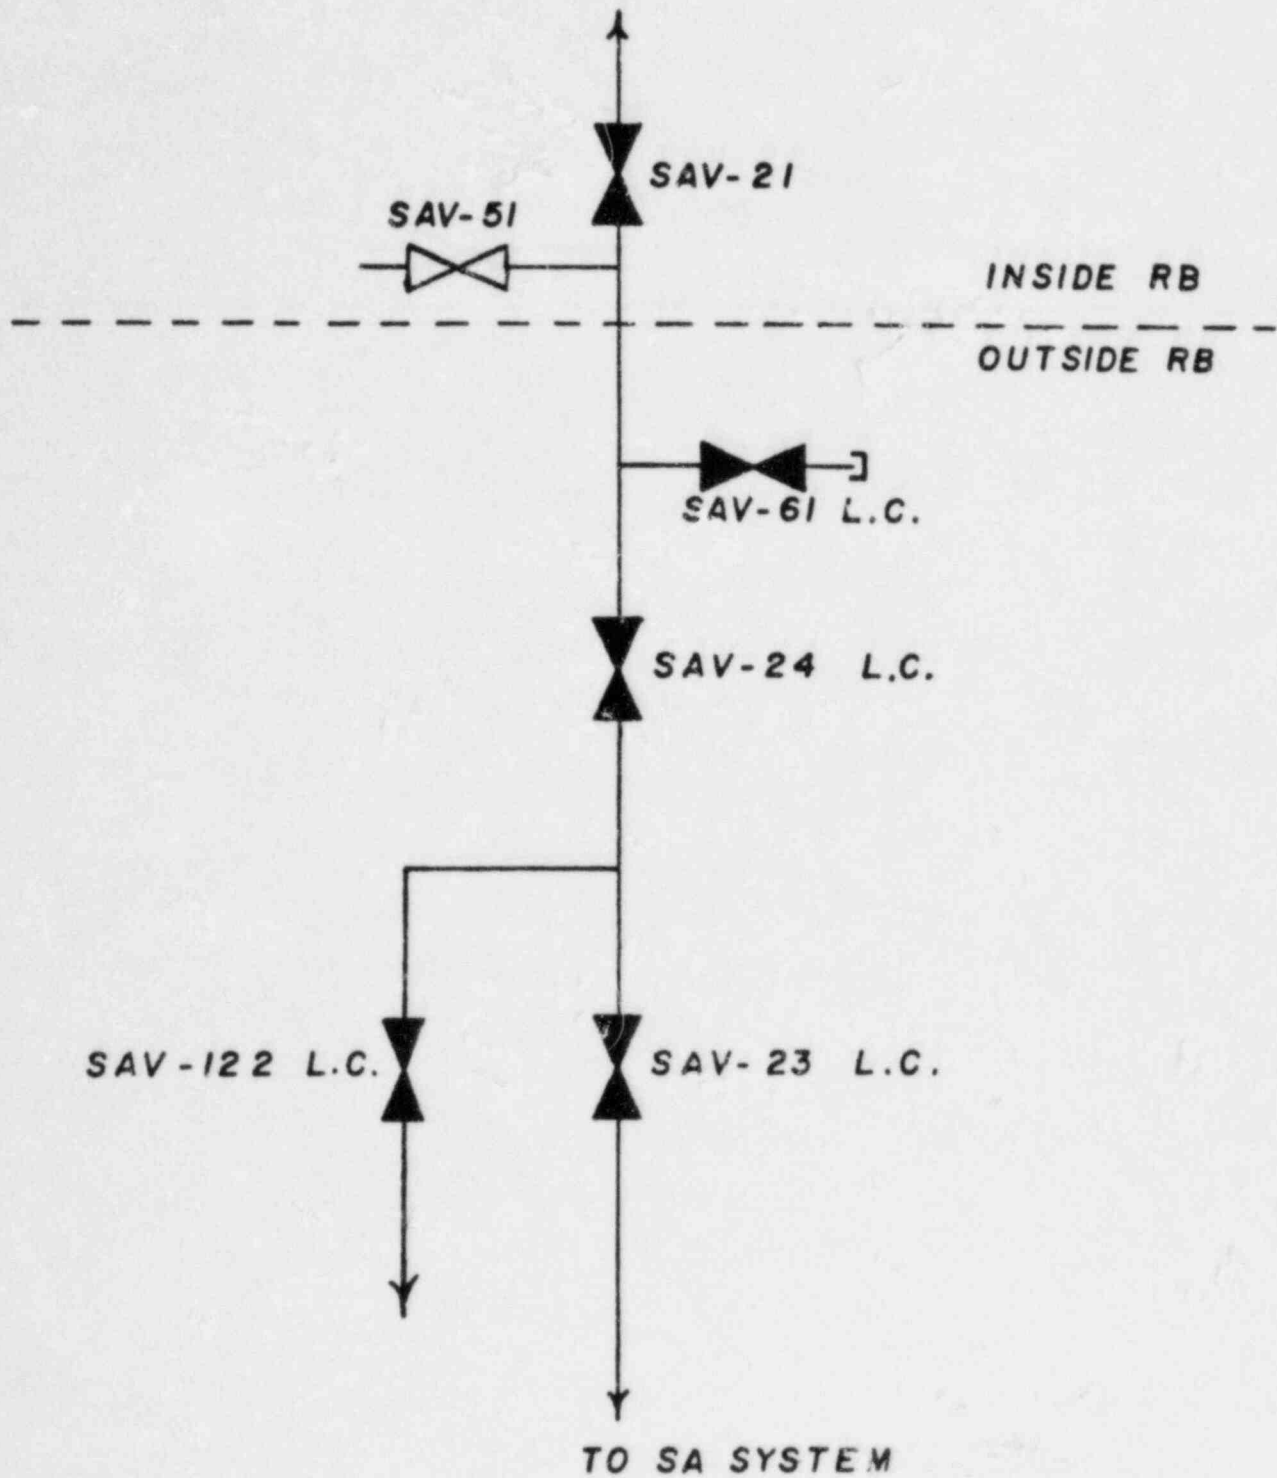 SAV-21
SAV-51
INSIDE RB
OUTSIDE RB
SAV-61 L.C.
SAV-24 L.C.
SAV-122 L.C.
SAV-23 L.C.
TO SA SYSTEM